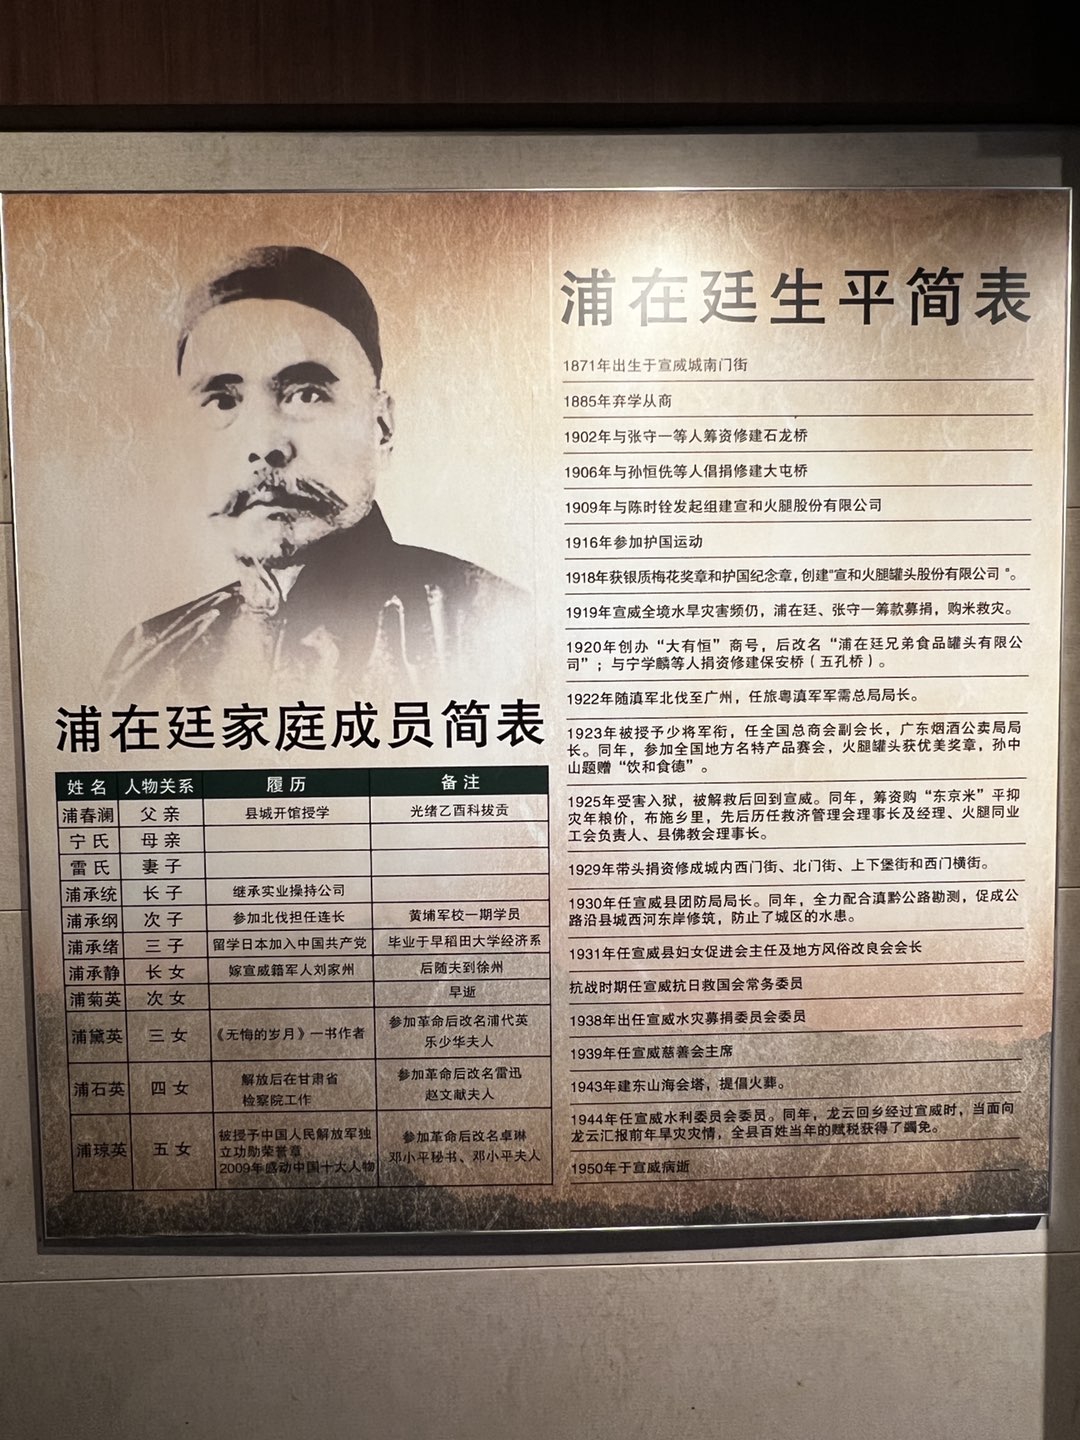 浦在廷生平简表
1871年出生于宣威城南门街
1885年弃学从商
1902年与张守一等人筹资修建石龙桥
1906年与孙恒侁等人倡捐修建大屯桥
1909年与陈时铨发起组建宣和火腿股份有限公司
1916年参加护国运动
1918年获银质梅花奖章和护国纪念章，创建"宣和火腿罐头股份有限公司"。
1919年宣威全境水旱灾害频仍，浦在廷、张守一筹款募捐，购米救灾。
1920年创办“大有恒”商号，后改名“浦在廷兄弟食品罐头有限公
司”；与宁学麟等人捐资修建保安桥（五孔桥）。
1922年随滇军北伐至广州，任旅粤滇军军需总局局长。
1923年被授予少将军衔，任全国总商会副会长，广东烟酒公卖局局
长。同年，参加全国地方名特产品赛会，火腿罐头获优美奖章，孙中
山题赠“饮和食德”。
1925年受害入狱，被解救后回到宣威。同年，筹资购“东京米”平抑
灾年粮价，布施乡里，先后历任救济管理会理事长及经理、火腿同业
工会负责人、县佛教会理事长。
1929年带头捐资修成城内西门街、北门街、上下堡街和西门横街。
1930年任宣威县团防局局长。同年，全力配合滇黔公路勘测，促成公
路沿县城西河东岸修筑，防止了城区的水患。
1931年任宣威县妇女促进会主任及地方风俗改良会会长
抗战时期任宣威抗日救国会常务委员
1938年出任宣威水灾募捐委员会委员
1939年任宣威慈善会主席
1943年建东山海会塔，提倡火葬。
1944年任宣威水利委员会委员。同年，龙云回乡经过宣威时，当面向
龙云汇报前年旱灾灾情，全县百姓当年的赋税获得了蠲免。
1950年于宣威病逝
浦在廷家庭成员简表
姓名 人物关系 履历 备注
浦春澜 父亲 县城开馆授学 光绪乙酉科拔贡
宁氏 母亲
雷氏 妻子
浦承统 长子 继承实业操持公司
浦承纲 次子 参加北伐担任连长 黄埔军校一期学员
浦承绪 三子 留学日本加入中国共产党 毕业于早稻田大学经济系
浦承静 长女 嫁宣威籍军人刘家州 后随夫到徐州
浦菊英 次女 早逝
浦黛英 三女 《无悔的岁月》一书作者 参加革命后改名浦代英
乐少华夫人
浦石英 四女 解放后在甘肃省 参加革命后改名雷迅
检察院工作 赵文献夫人
浦琼英 五女 被授予中国人民解放军独 参加革命后改名卓琳
立功勋荣誉章 邓小平秘书、邓小平夫人
2009年感动中国十大人物